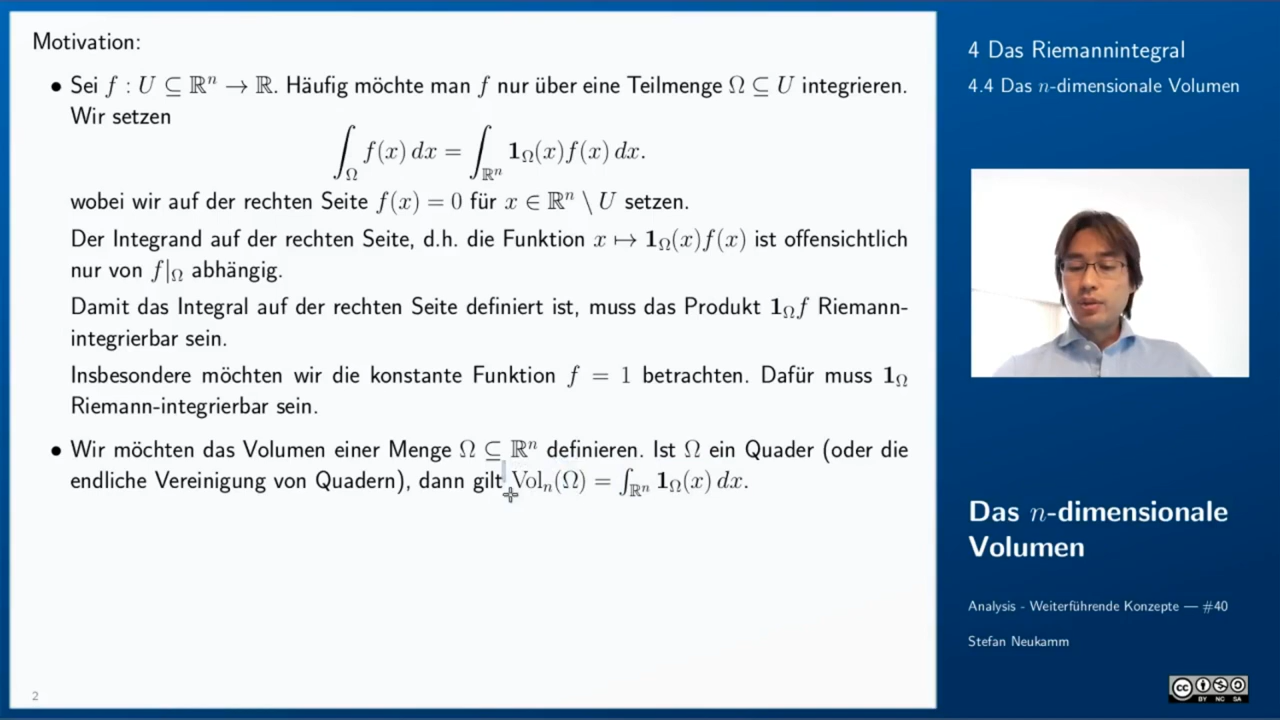 Motivation:
• Sei f : U ⊆ ℝⁿ → ℝ. Häufig möchte man f nur über eine Teilmenge Ω ⊆ U integrieren.
Wir setzen
∫_Ω f(x) dx = ∫_{ℝⁿ} 𝟏_Ω(x)f(x) dx.
wobei wir auf der rechten Seite f(x) = 0 für x ∈ ℝⁿ \ U setzen.
Der Integrand auf der rechten Seite, d.h. die Funktion x ↦ 𝟏_Ω(x)f(x) ist offensichtlich
nur von f|_Ω abhängig.
Damit das Integral auf der rechten Seite definiert ist, muss das Produkt 𝟏_Ω f Riemann-
integrierbar sein.
Insbesondere möchten wir die konstante Funktion f = 1 betrachten. Dafür muss 𝟏_Ω
Riemann-integrierbar sein.
• Wir möchten das Volumen einer Menge Ω ⊆ ℝⁿ definieren. Ist Ω ein Quader (oder die
endliche Vereinigung von Quadern), dann gilt Vol_n(Ω) = ∫_{ℝⁿ} 𝟏_Ω(x) dx.
2
4 Das Riemannintegral
4.4 Das n-dimensionale Volumen
Das n-dimensionale
Volumen
Analysis - Weiterführende Konzepte — #40
Stefan Neukamm
cc
BY NC SA